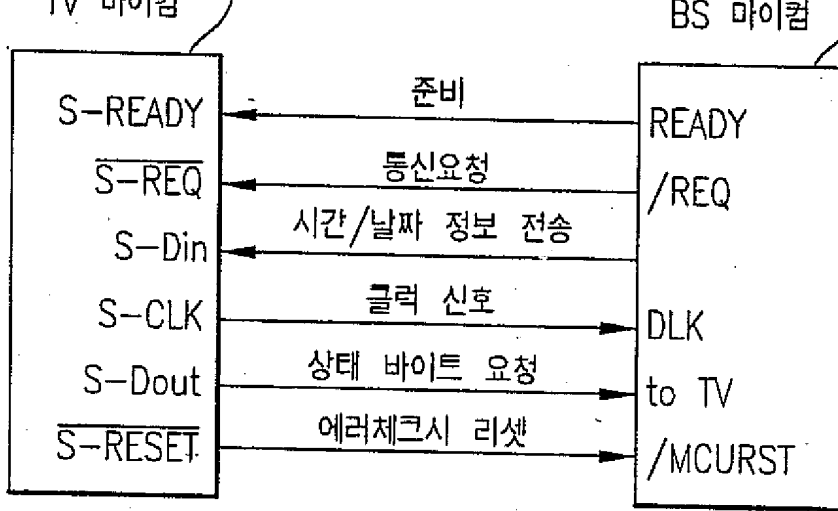 TV 마이컴
BS 마이컴
S-READY
준비
READY
S-REQ
통신요청
/REQ
S-Din
시간/날짜 정보 전송
S-CLK
클럭 신호
DLK
S-Dout
상태 바이트 요청
to TV
S-RESET
에러체크시 리셋
/MCURST